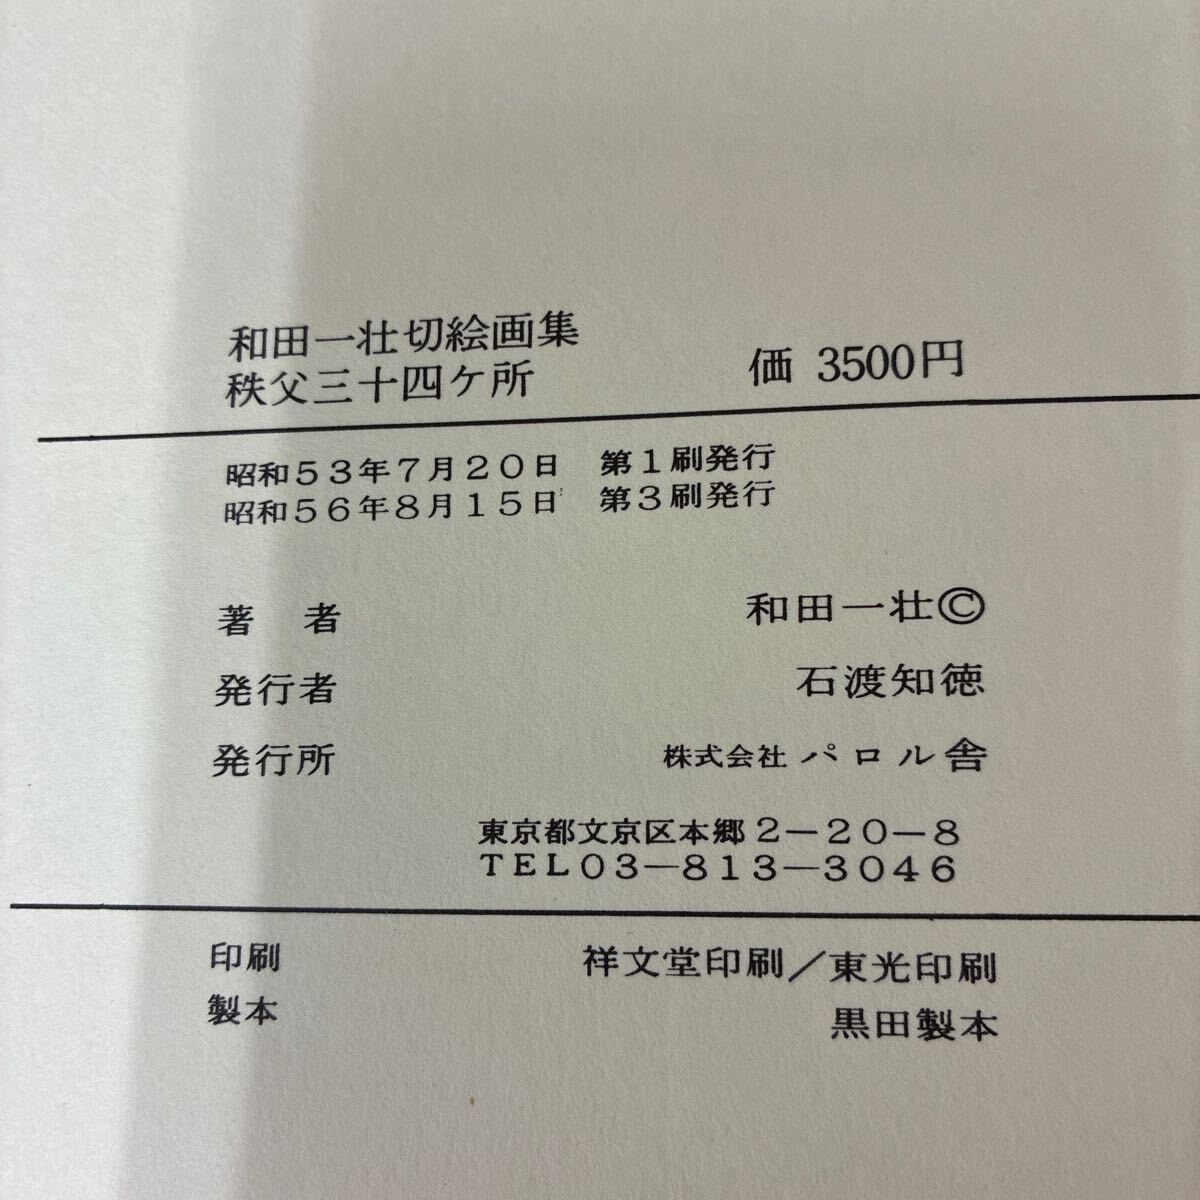 和田一壮切絵画集
秩父三十四ケ所
価 3500円
昭和53年7月20日 第1刷発行
昭和56年8月15日 第3刷発行
著 者 和田一壮©
発行者 石渡知徳
発行所 株式会社 パロル舎
東京都文京区本郷2-20-8
TEL03-813-3046
印刷 祥文堂印刷/東光印刷
製本 黒田製本